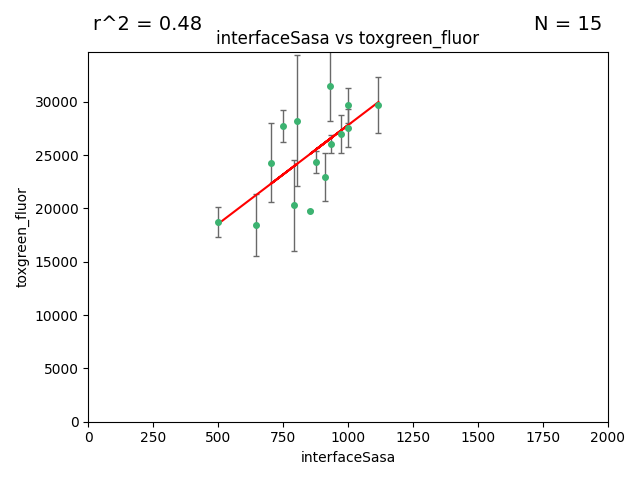 r^2 = 0.48
N = 15
interfaceSasa vs toxgreen_fluor
toxgreen_fluor
30000
25000
20000
15000
10000
5000
0
0 250 500 750 1000 1250 1500 1750 2000
interfaceSasa